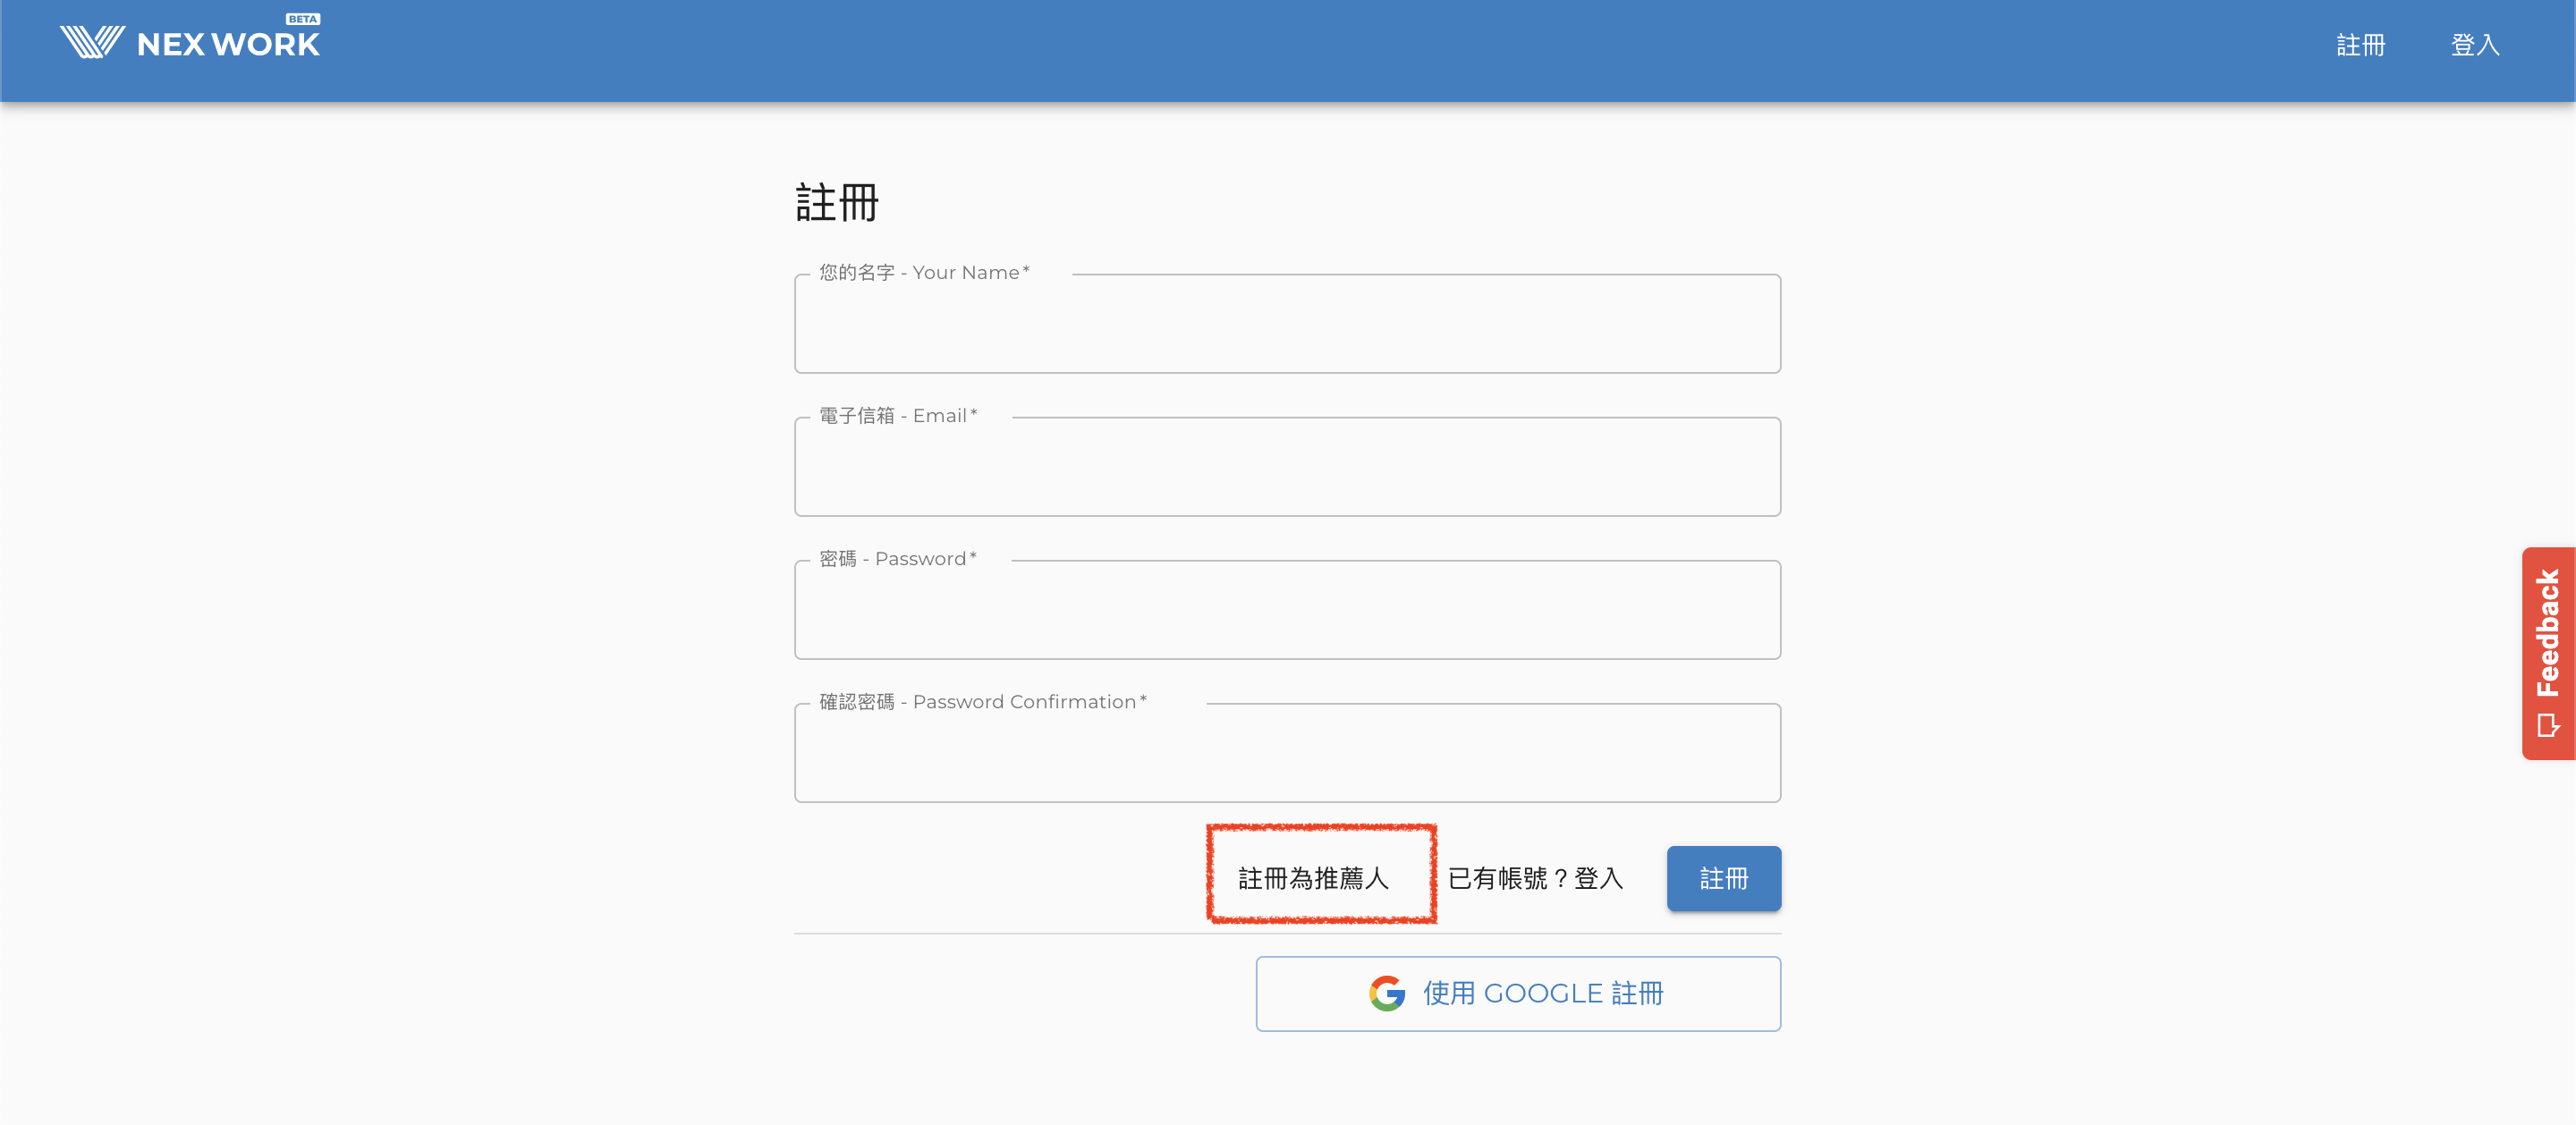 NEX WORK BETA
註冊 登入
註冊
您的名字 - Your Name *
電子信箱 - Email *
密碼 - Password *
確認密碼 - Password Confirmation *
註冊為推薦人 已有帳號？登入 註冊
使用 GOOGLE 註冊
Feedback